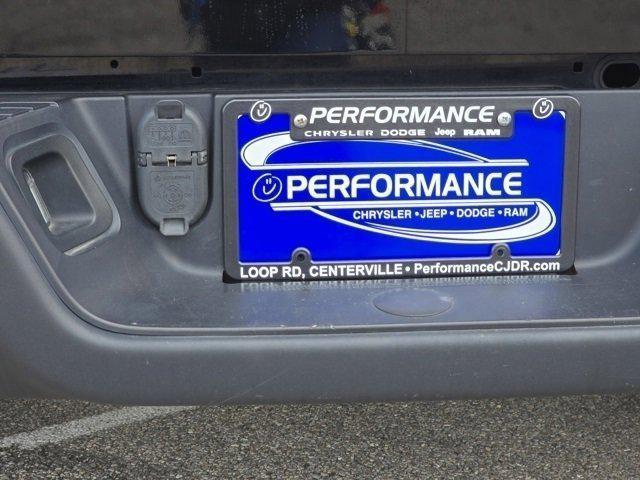 PERFORMANCE
CHRYSLER DODGE Jeep RAM
PERFORMANCE
CHRYSLER • JEEP • DODGE • RAM
LOOP RD, CENTERVILLE • PerformanceCJDR.com